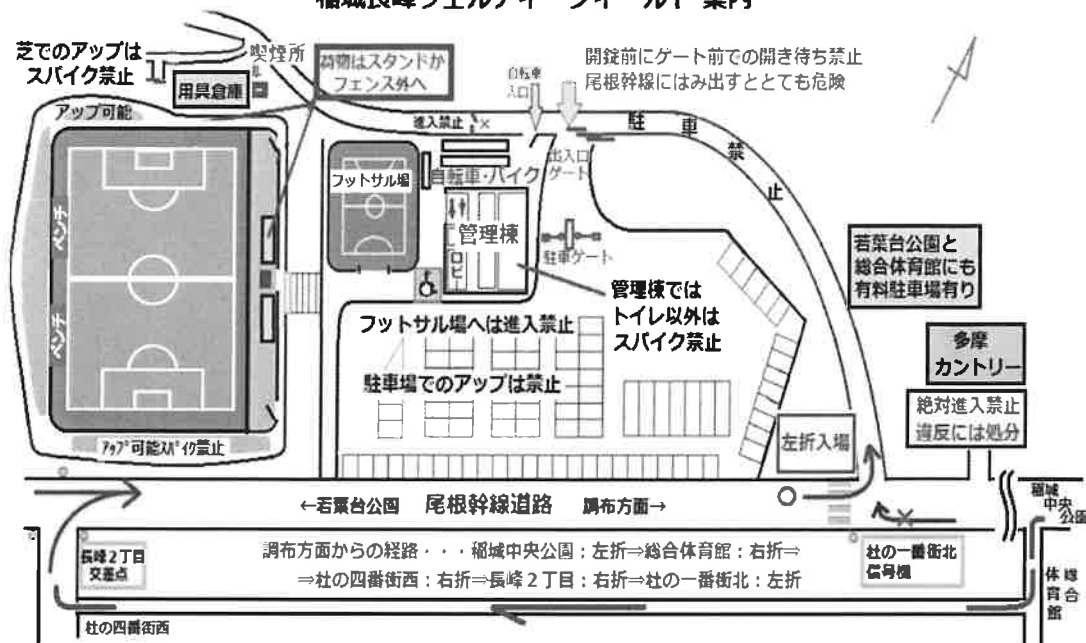 稲城長峰ヴェルディーフィールド 案内
芝でのアップは
スパイク禁止
喫煙所
荷物はスタンドか
フェンス外へ
用具倉庫
アップ可能
自転車
入口
開錠前にゲート前での開き待ち禁止
尾根幹線にはみ出すととても危険
進入禁止
×
駐車禁止
出入口
ゲート
自転車・バイク
フットサル場
管理棟
ロビー
駐車ゲート
ベンチ
ベンチ
管理棟では
トイレ以外は
スパイク禁止
若葉台公園と
総合体育館にも
有料駐車場有り
フットサル場へは進入禁止
駐車場でのアップは禁止
多摩
カントリー
絶対進入禁止
違反には処分
左折入場
アップ可能スパイク禁止
←若葉台公園 尾根幹線道路 調布方面→
稲城
中央
公園
長峰2丁目
交差点
調布方面からの経路・・・稲城中央公園:左折⇒総合体育館:右折⇒
⇒杜の四番街西:右折⇒長峰2丁目:右折⇒杜の一番街北:左折
杜の一番街北
信号機
総合
体育館
杜の四番街西